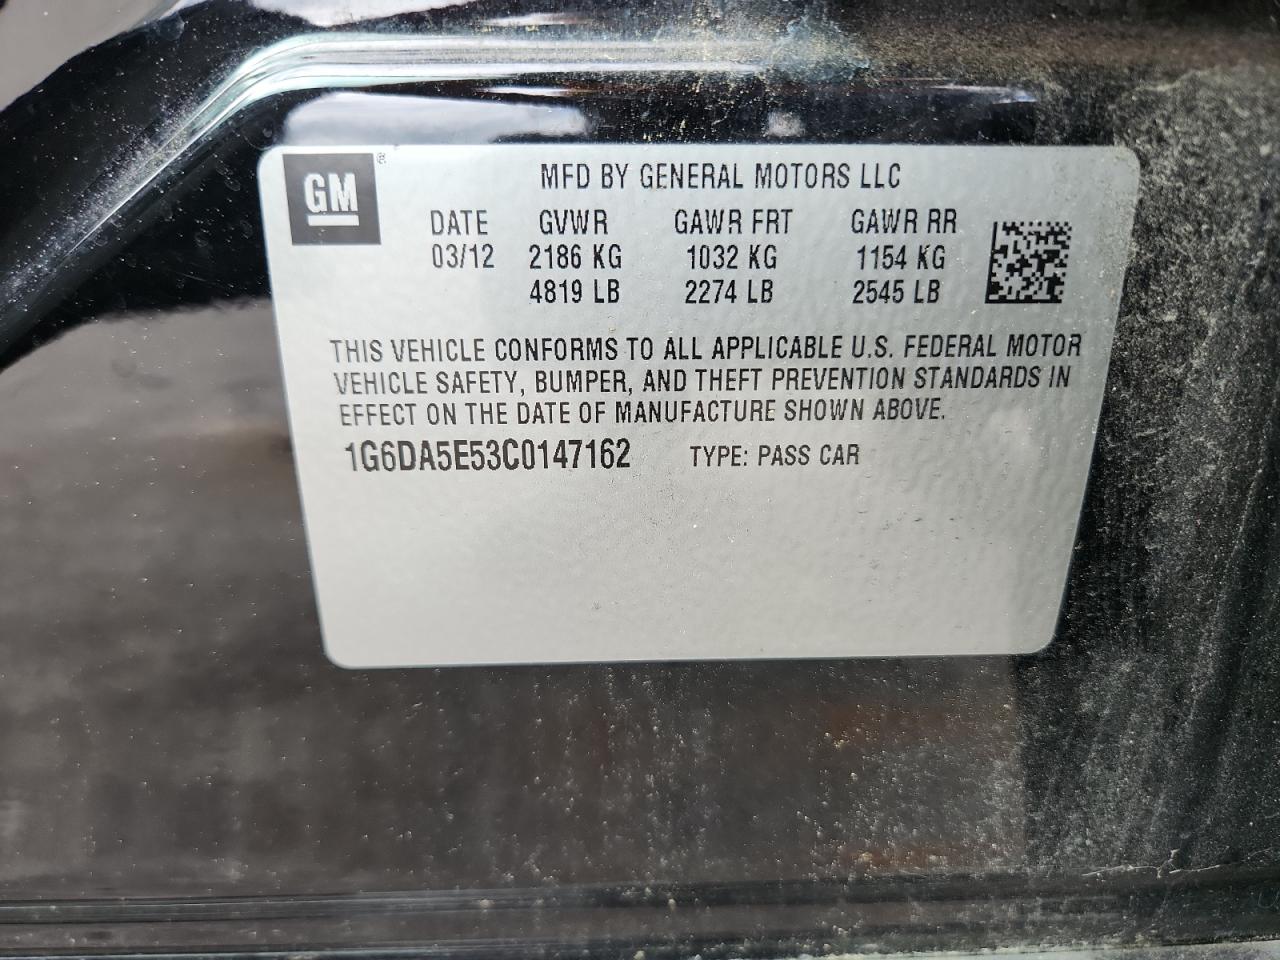 GM ®
MFD BY GENERAL MOTORS LLC
DATE GVWR GAWR FRT GAWR RR
03/12 2186 KG 1032 KG 1154 KG
4819 LB 2274 LB 2545 LB
THIS VEHICLE CONFORMS TO ALL APPLICABLE U.S. FEDERAL MOTOR
VEHICLE SAFETY, BUMPER, AND THEFT PREVENTION STANDARDS IN
EFFECT ON THE DATE OF MANUFACTURE SHOWN ABOVE.
1G6DA5E53C0147162 TYPE: PASS CAR